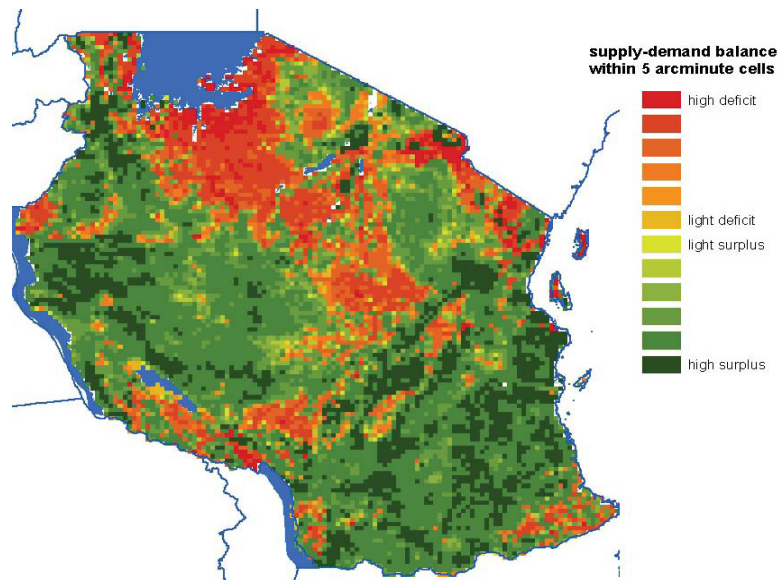 supply-demand balance
within 5 arcminute cells
high deficit
light deficit
light surplus
high surplus